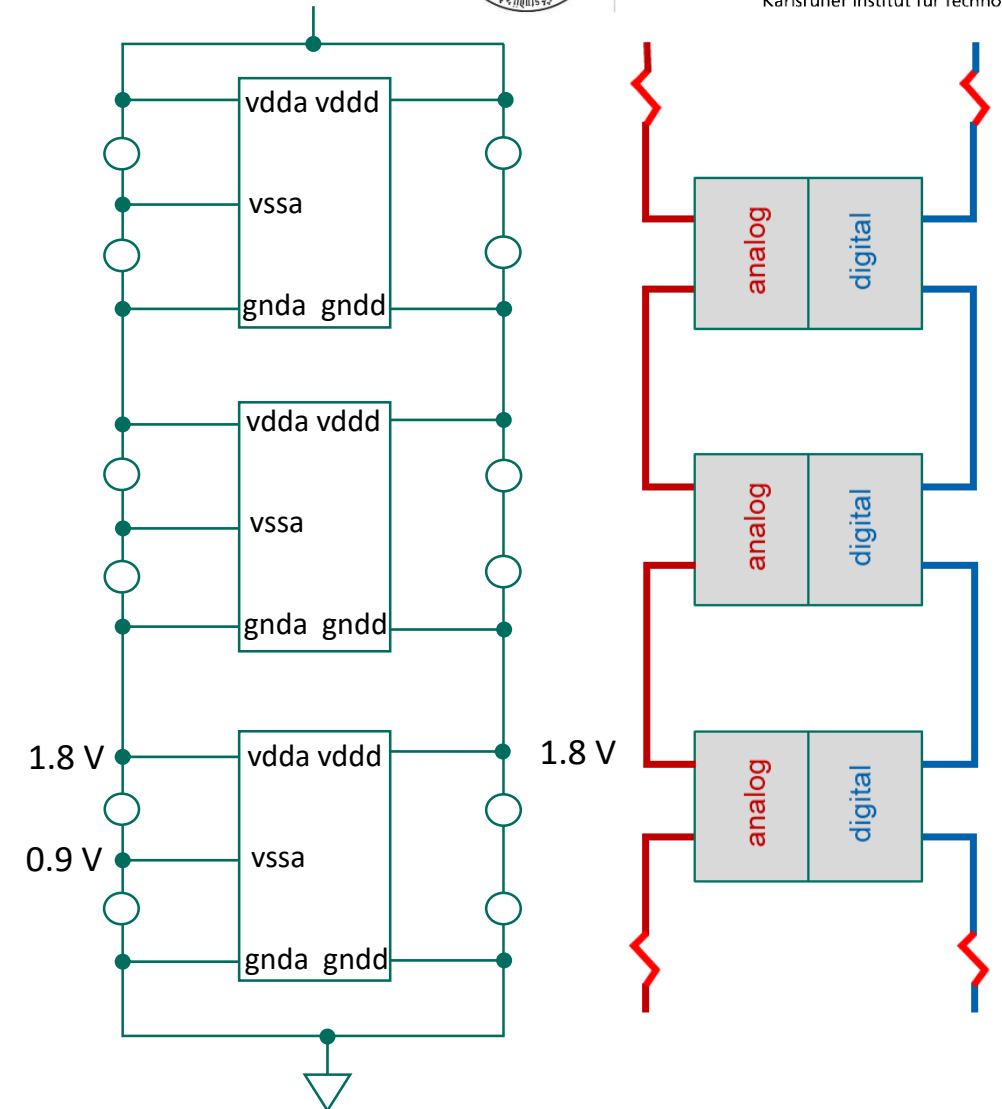 Karlsruher Institut für Techno
vdda vddd
vssa
gnda gndd
vdda vddd
vssa
gnda gndd
1.8 V
vdda vddd
0.9 V
vssa
gnda gndd
1.8 V
analog
digital
analog
digital
analog
digital